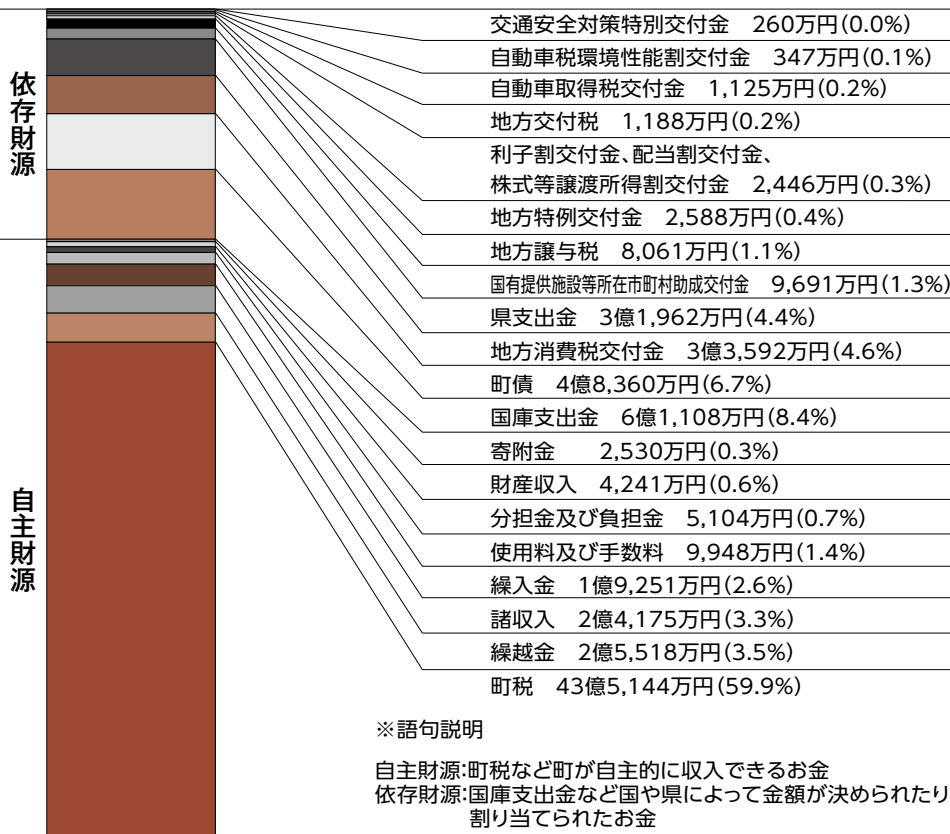 依存財源
交通安全対策特別交付金 260万円(0.0%)
自動車税環境性能割交付金 347万円(0.1%)
自動車取得税交付金 1,125万円(0.2%)
地方交付税 1,188万円(0.2%)
利子割交付金、配当割交付金、
株式等譲渡所得割交付金 2,446万円(0.3%)
地方特例交付金 2,588万円(0.4%)
地方譲与税 8,061万円(1.1%)
国有提供施設等所在市町村助成交付金 9,691万円(1.3%)
県支出金 3億1,962万円(4.4%)
地方消費税交付金 3億3,592万円(4.6%)
町債 4億8,360万円(6.7%)
国庫支出金 6億1,108万円(8.4%)
自主財源
寄附金 2,530万円(0.3%)
財産収入 4,241万円(0.6%)
分担金及び負担金 5,104万円(0.7%)
使用料及び手数料 9,948万円(1.4%)
繰入金 1億9,251万円(2.6%)
諸収入 2億4,175万円(3.3%)
繰越金 2億5,518万円(3.5%)
町税 43億5,144万円(59.9%)
※語句説明
自主財源:町税など町が自主的に収入できるお金
依存財源:国庫支出金など国や県によって金額が決められたり
割り当てられたお金